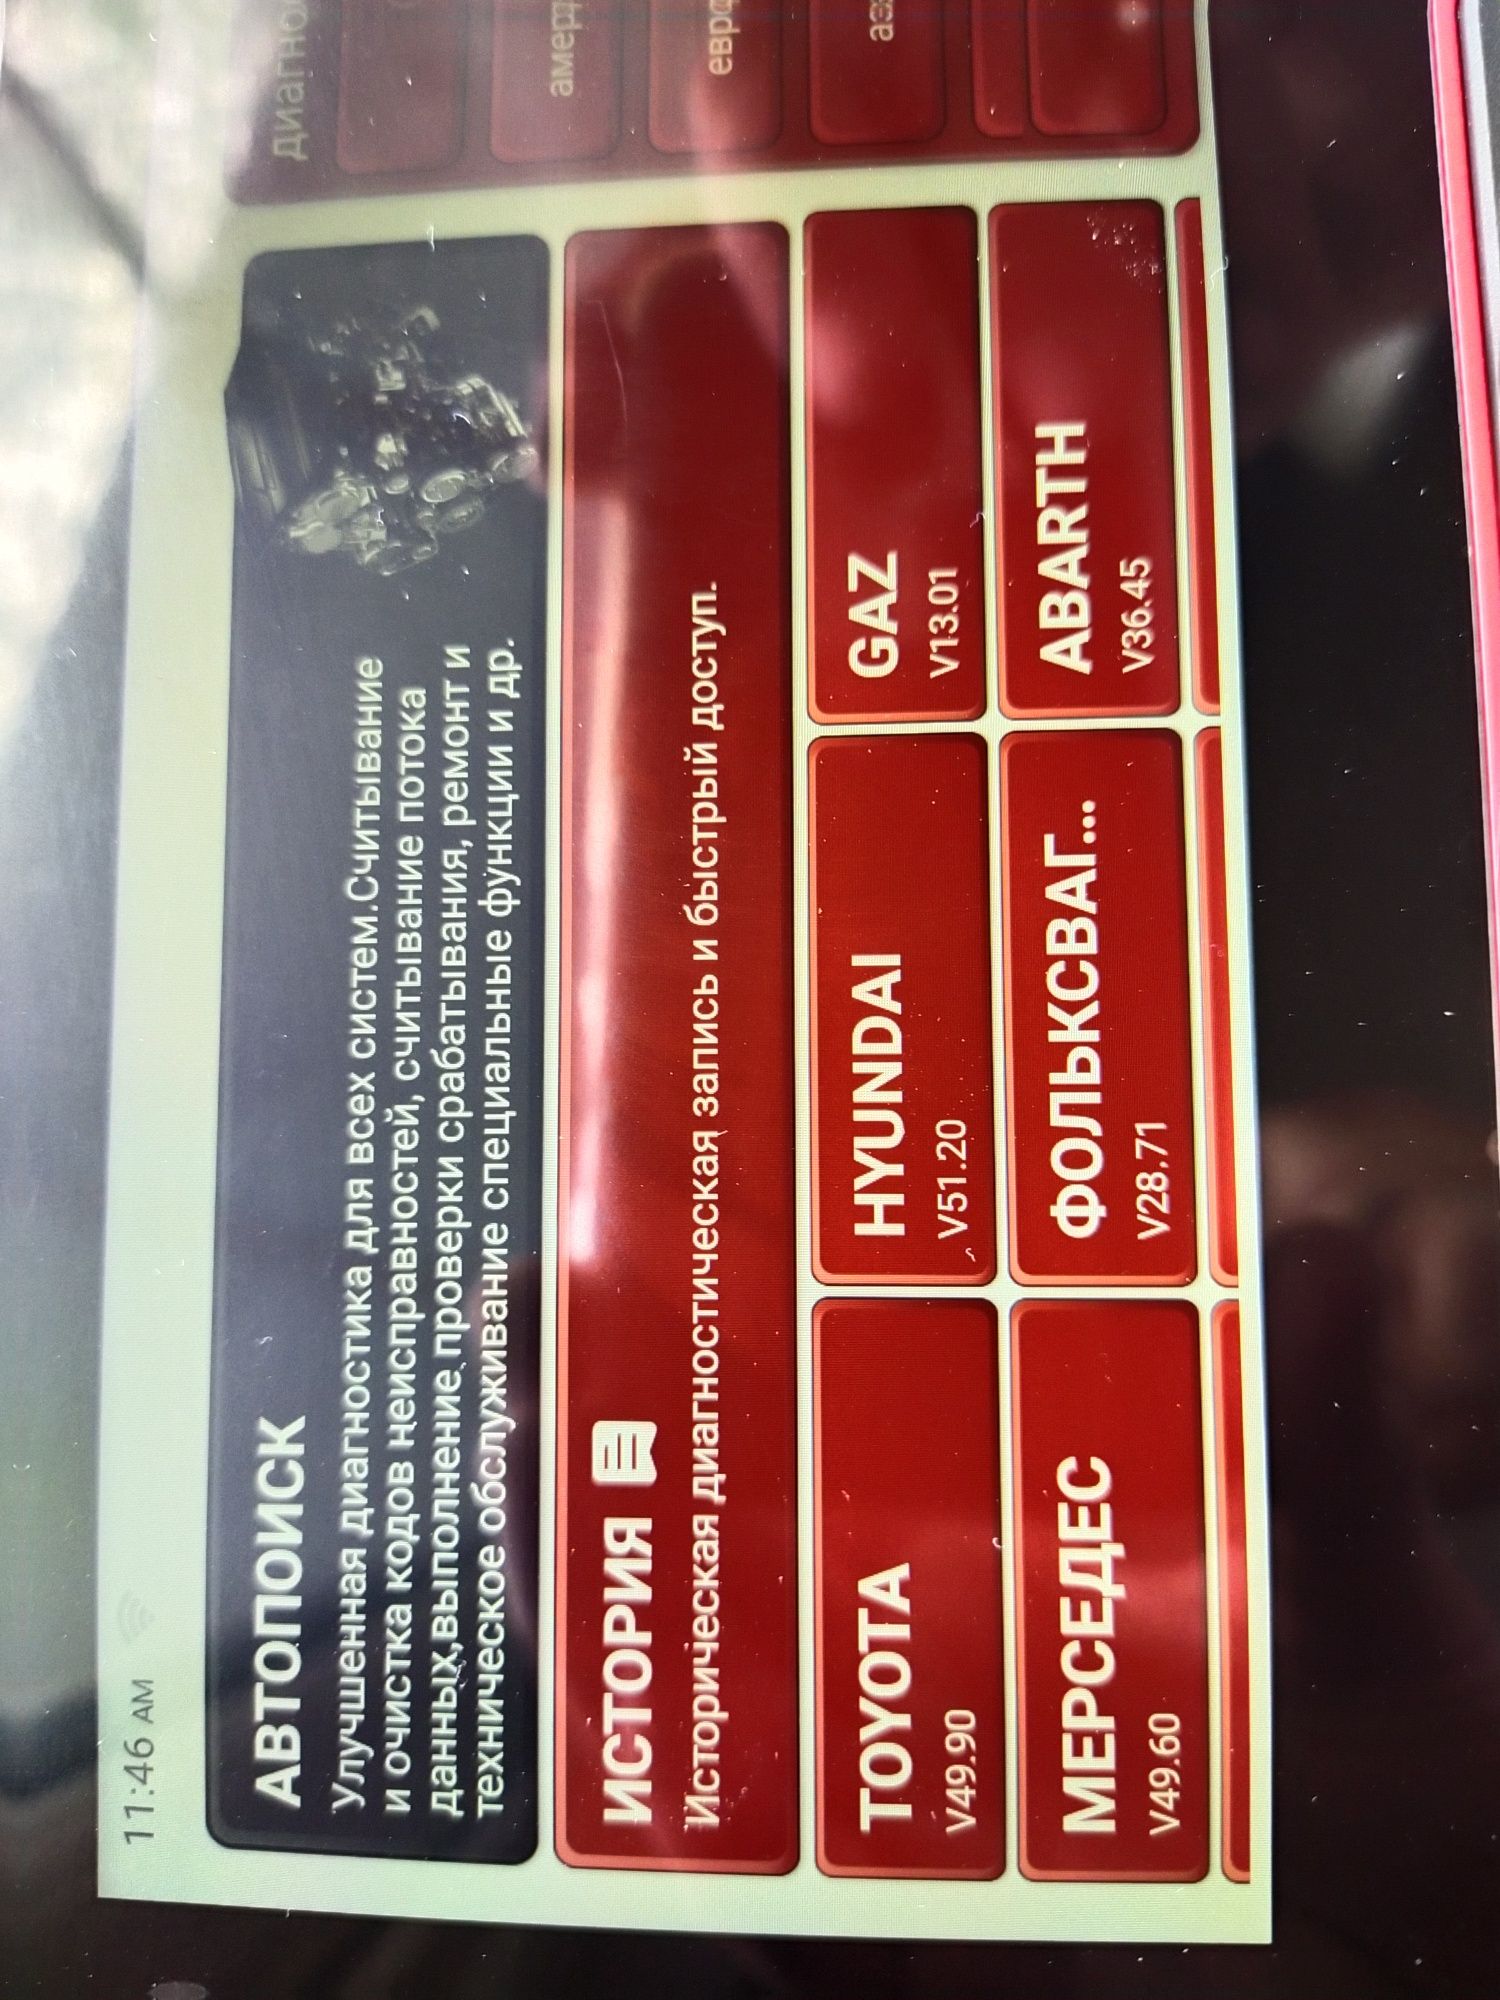 11:46 AM
АВТОПОИСК
Улучшенная диагностика для всех систем.Считывание
и очистка кодов неисправностей, считывание потока
данных,выполнение проверки срабатывания, ремонт и
техническое обслуживание специальные функции и др.
ИСТОРИЯ
Историческая диагностическая запись и быстрый доступ.
TOYOTA
V49.90
HYUNDAI
V51.20
GAZ
V13.01
МЕРСЕДЕС
V49.60
ФОЛЬКСВАГ...
V28.71
ABARTH
V36.45